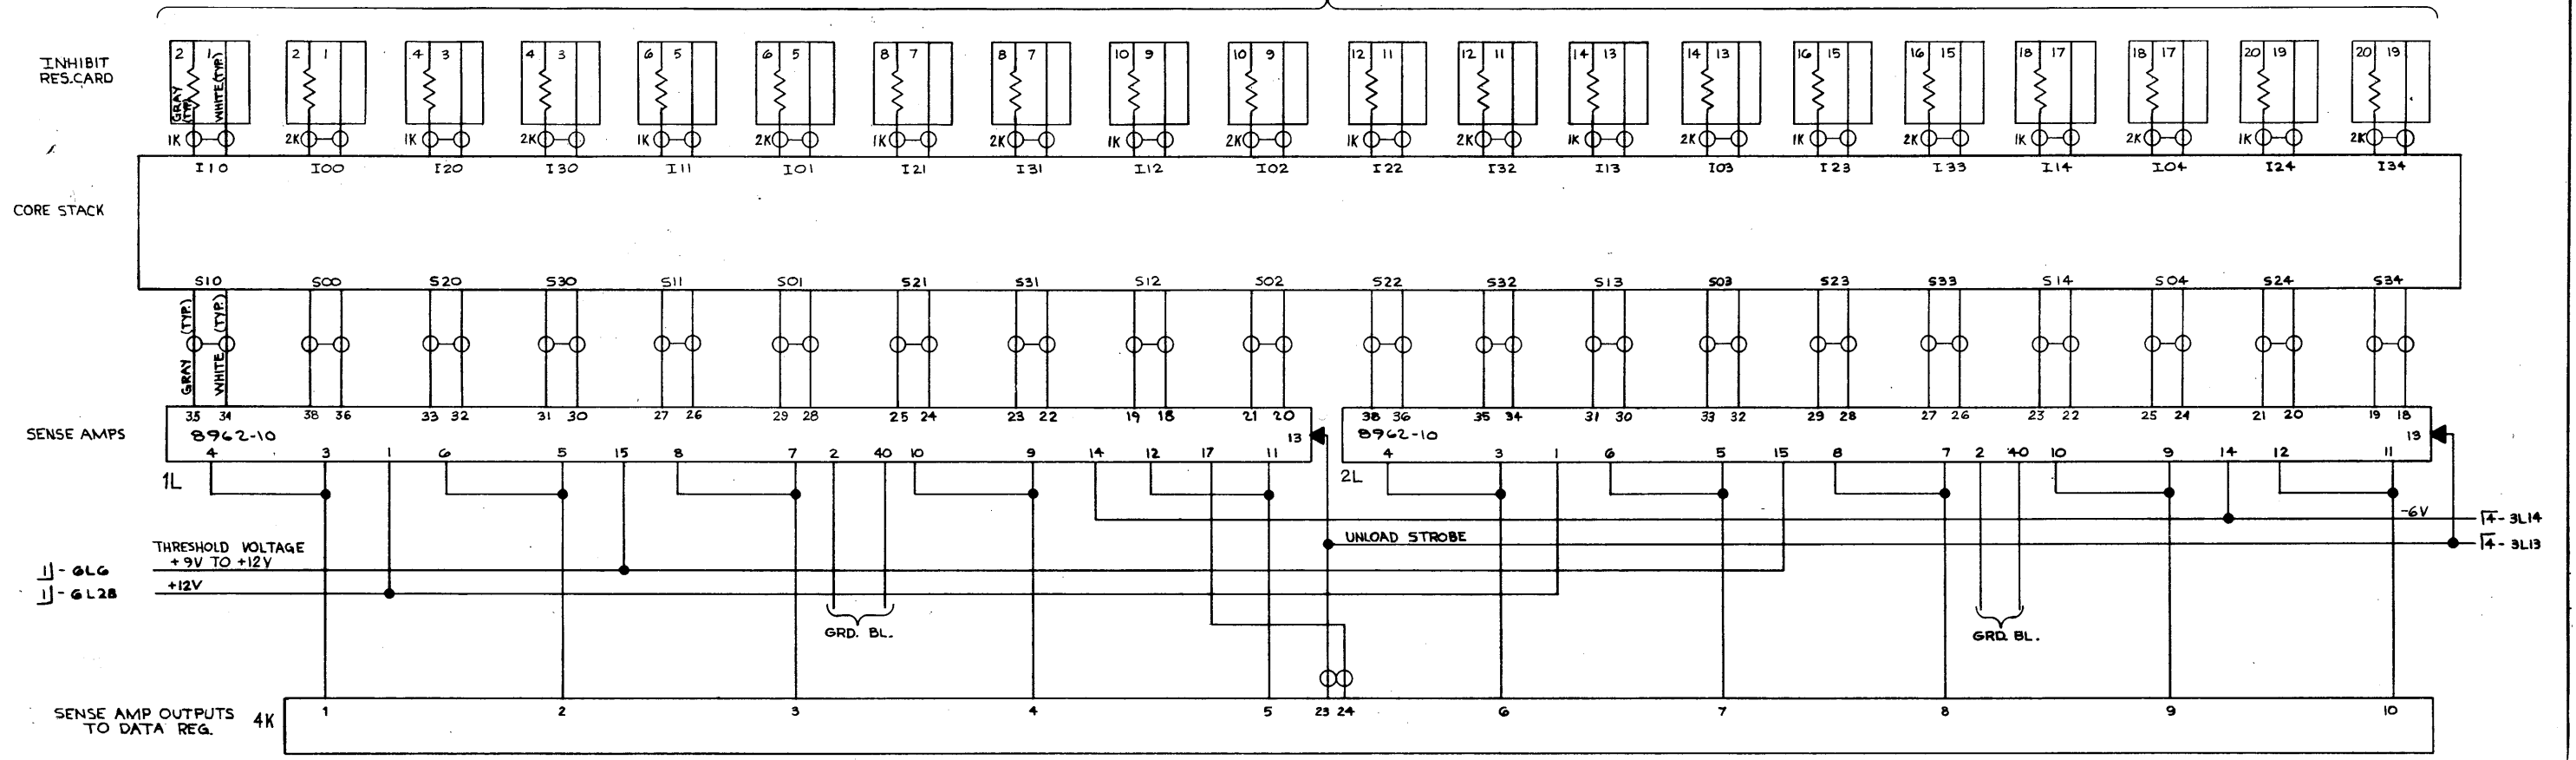 INHIBIT
RES.CARD
2 1 2 1 4 3 4 3 6 5 6 5 8 7 8 7 10 9 10 9 12 11 12 11 14 13 14 13 16 15 16 15 18 17 18 17 20 19 20 19
GRAY (TYP.)
WHITE (TYP.)
1K 2K 1K 2K 1K 2K 1K 2K 1K 2K 1K 2K 1K 2K 1K 2K 1K 2K 1K 2K
I10 I00 I20 I30 I11 I01 I21 I31 I12 I02 I22 I32 I13 I03 I23 I33 I14 I04 I24 I34
CORE STACK
S10 S00 S20 S30 S11 S01 S21 S31 S12 S02 S22 S32 S13 S03 S23 S33 S14 S04 S24 S34
GRAY (TYP.)
WHITE (TYP.)
35 34 38 36 33 32 31 30 27 26 29 28 25 24 23 22 19 18 21 20 38 36 35 34 31 30 33 32 29 28 27 26 23 22 25 24 21 20 19 18
SENSE AMPS
8962-10 13 8962-10 13
4 3 1 6 5 15 8 7 2 40 10 9 14 12 17 11 4 3 1 6 5 15 8 7 2 40 10 9 14 12 11
1L 2L
-6V 4 - 3L14
UNLOAD STROBE 4 - 3L13
THRESHOLD VOLTAGE
+9V TO +12V
1 - 6L6
1 - 6L28 +12V
GRD. BL. GRD. BL.
SENSE AMP OUTPUTS
TO DATA REG.
4K 1 2 3 4 5 23 24 6 7 8 9 10